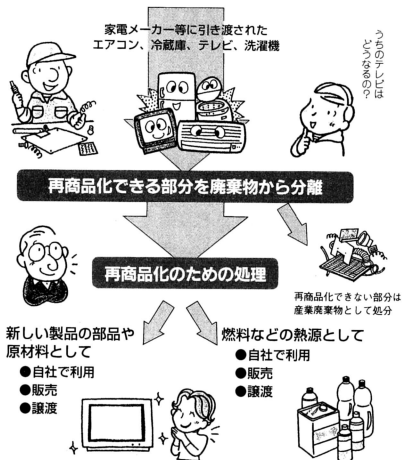 家電メーカー等に引き渡された
エアコン、冷蔵庫、テレビ、洗濯機
うちのテレビは
どうなるの?
再商品化できる部分を廃棄物から分離
再商品化のための処理
再商品化できない部分は
産業廃棄物として処分
新しい製品の部品や
原材料として
●自社で利用
●販売
●譲渡
燃料などの熱源として
●自社で利用
●販売
●譲渡